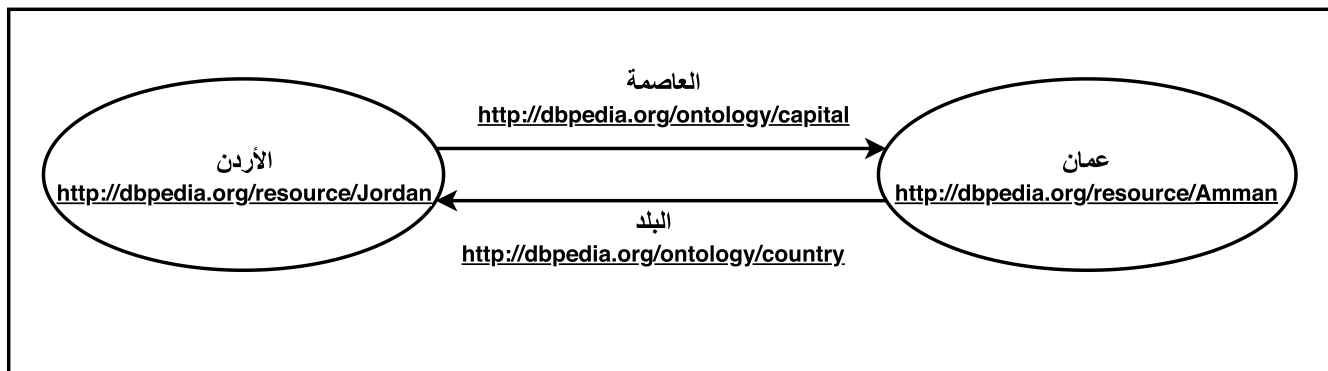 العاصمة
http://dbpedia.org/ontology/capital
الأردن
http://dbpedia.org/resource/Jordan
عمان
http://dbpedia.org/resource/Amman
البلد
http://dbpedia.org/ontology/country